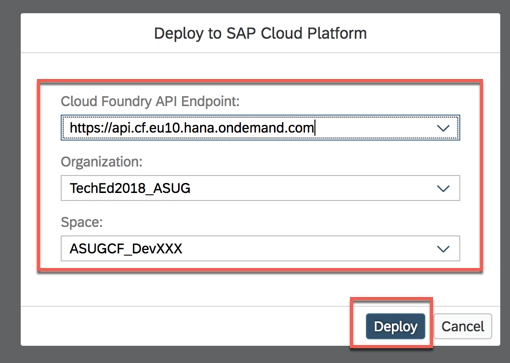 Deploy to SAP Cloud Platform
Cloud Foundry API Endpoint:
https://api.cf.eu10.hana.ondemand.com
Organization:
TechEd2018_ASUG
Space:
ASUGCF_DevXXX
Deploy Cancel